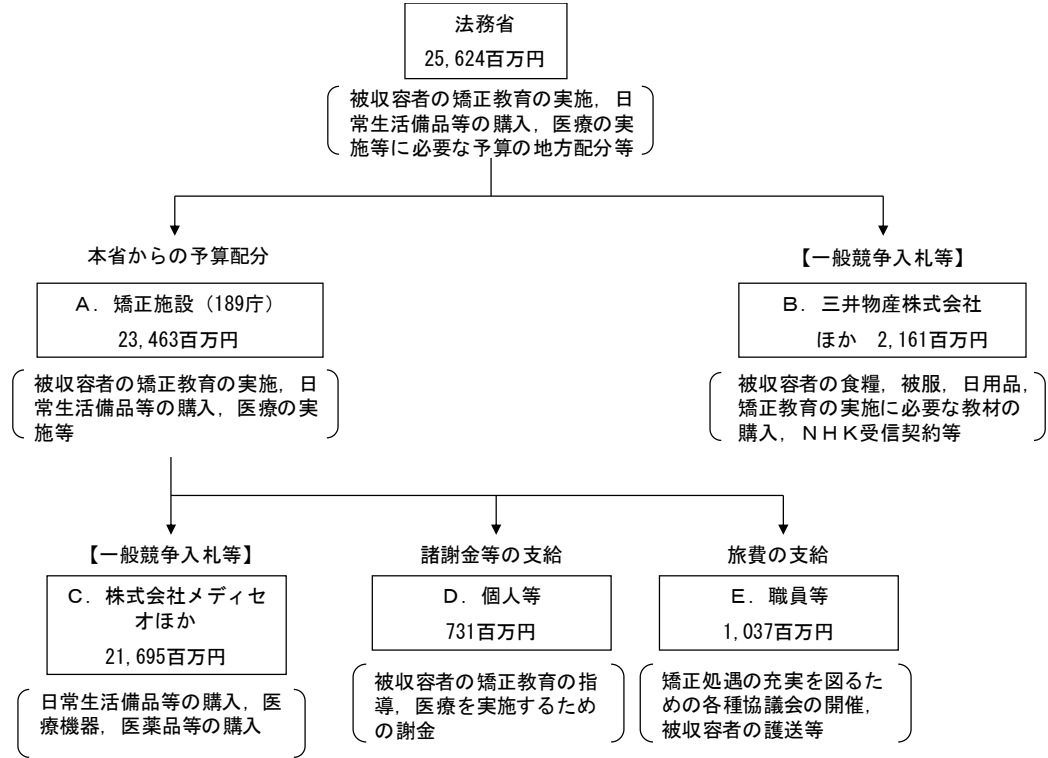 法務省
25,624百万円
被収容者の矯正教育の実施，日
常生活備品等の購入，医療の実
施等に必要な予算の地方配分等
本省からの予算配分
【一般競争入札等】
Ａ．矯正施設（189庁）
23,463百万円
Ｂ．三井物産株式会社
ほか　2,161百万円
被収容者の矯正教育の実施，日
常生活備品等の購入，医療の実
施等
被収容者の食糧，被服，日用品，
矯正教育の実施に必要な教材の
購入，ＮＨＫ受信契約等
【一般競争入札等】
諸謝金等の支給
旅費の支給
Ｃ．株式会社メディセ
オほか
21,695百万円
Ｄ．個人等
731百万円
Ｅ．職員等
1,037百万円
日常生活備品等の購入，医
療機器，医薬品等の購入
被収容者の矯正教育の指
導，医療を実施するため
の謝金
矯正処遇の充実を図るた
めの各種協議会の開催，
被収容者の護送等